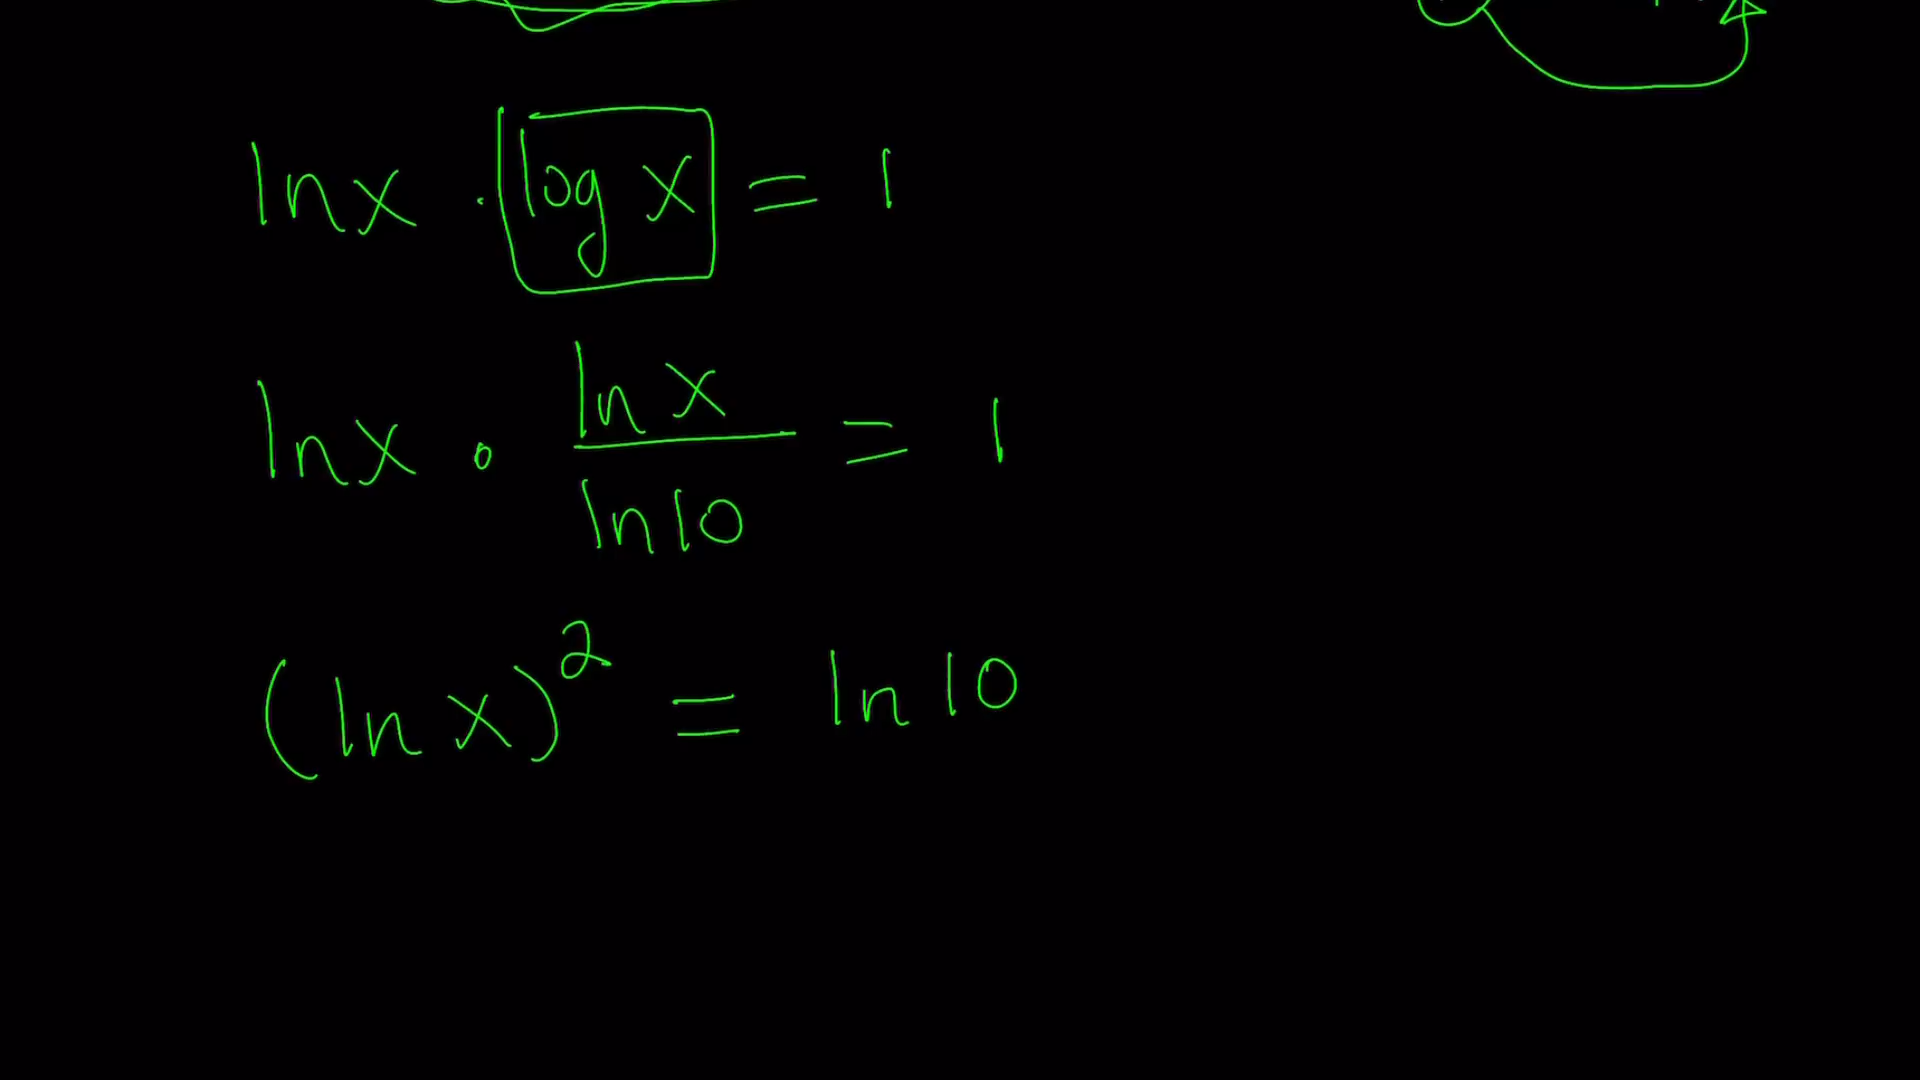 ln x · log x = 1
ln x · ln x / ln 10 = 1
(ln x)² = ln 10